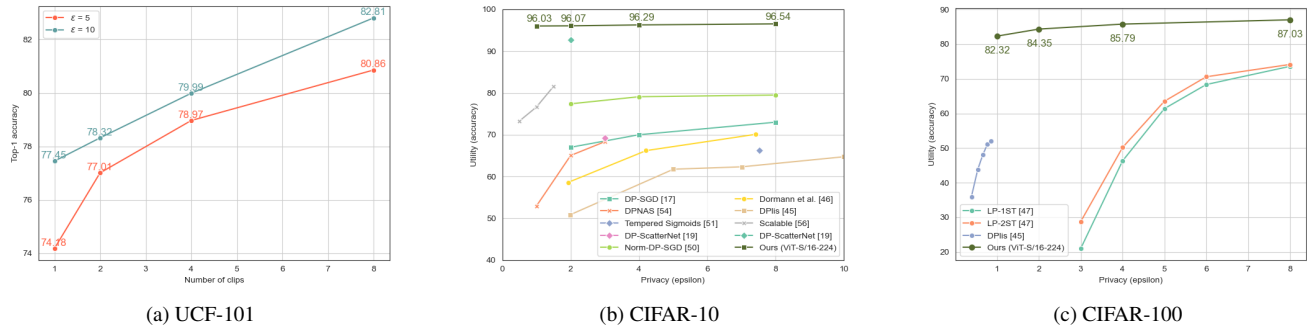 ε = 5
ε = 10
82.81
80.86
79.99
78.97
78.32
77.45
77.01
74.18
82
80
78
76
74
Top-1 accuracy
1 2 3 4 5 6 7 8
Number of clips
(a) UCF-101
96.03 96.07 96.29 96.54
100
90
80
70
60
50
40
Utility (accuracy)
DP-SGD [17]
DPNAS [54]
Tempered Sigmoids [51]
DP-ScatterNet [19]
Norm-DP-SGD [50]
Dormann et al. [46]
DPlis [45]
Scalable [56]
DP-ScatterNet [19]
Ours (ViT-S/16-224)
0 2 4 6 8 10
Privacy (epsilon)
(b) CIFAR-10
82.32 84.35 85.79 87.03
90
80
70
60
50
40
30
20
Utility (accuracy)
LP-1ST [47]
LP-2ST [47]
DPlis [45]
Ours (ViT-S/16-224)
1 2 3 4 5 6 7 8
Privacy (epsilon)
(c) CIFAR-100